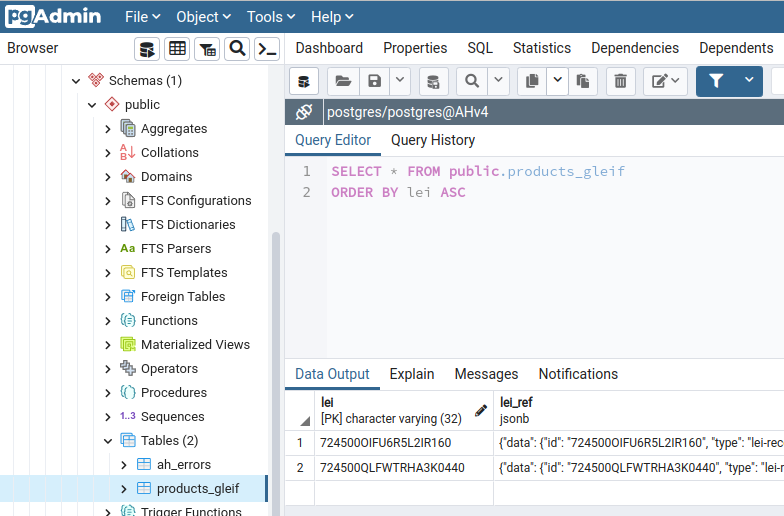 pgAdmin File Object Tools Help
Browser Dashboard Properties SQL Statistics Dependencies Dependents
Schemas (1)
public
Aggregates
Collations
Domains
FTS Configurations
FTS Dictionaries
Aa FTS Parsers
FTS Templates
Foreign Tables
Functions
Materialized Views
Operators
Procedures
1..3 Sequences
Tables (2)
ah_errors
products_gleif
Trigger Functions
postgres/postgres@AHv4
Query Editor Query History
1 SELECT * FROM public.products_gleif
2 ORDER BY lei ASC
Data Output Explain Messages Notifications
lei lei_ref
[PK] character varying (32) jsonb
1 724500OIFU6R5L2IR160 {"data": {"id": "724500OIFU6R5L2IR160", "type": "lei-rec
2 724500QLFWTRHA3K0440 {"data": {"id": "724500QLFWTRHA3K0440", "type": "lei-r